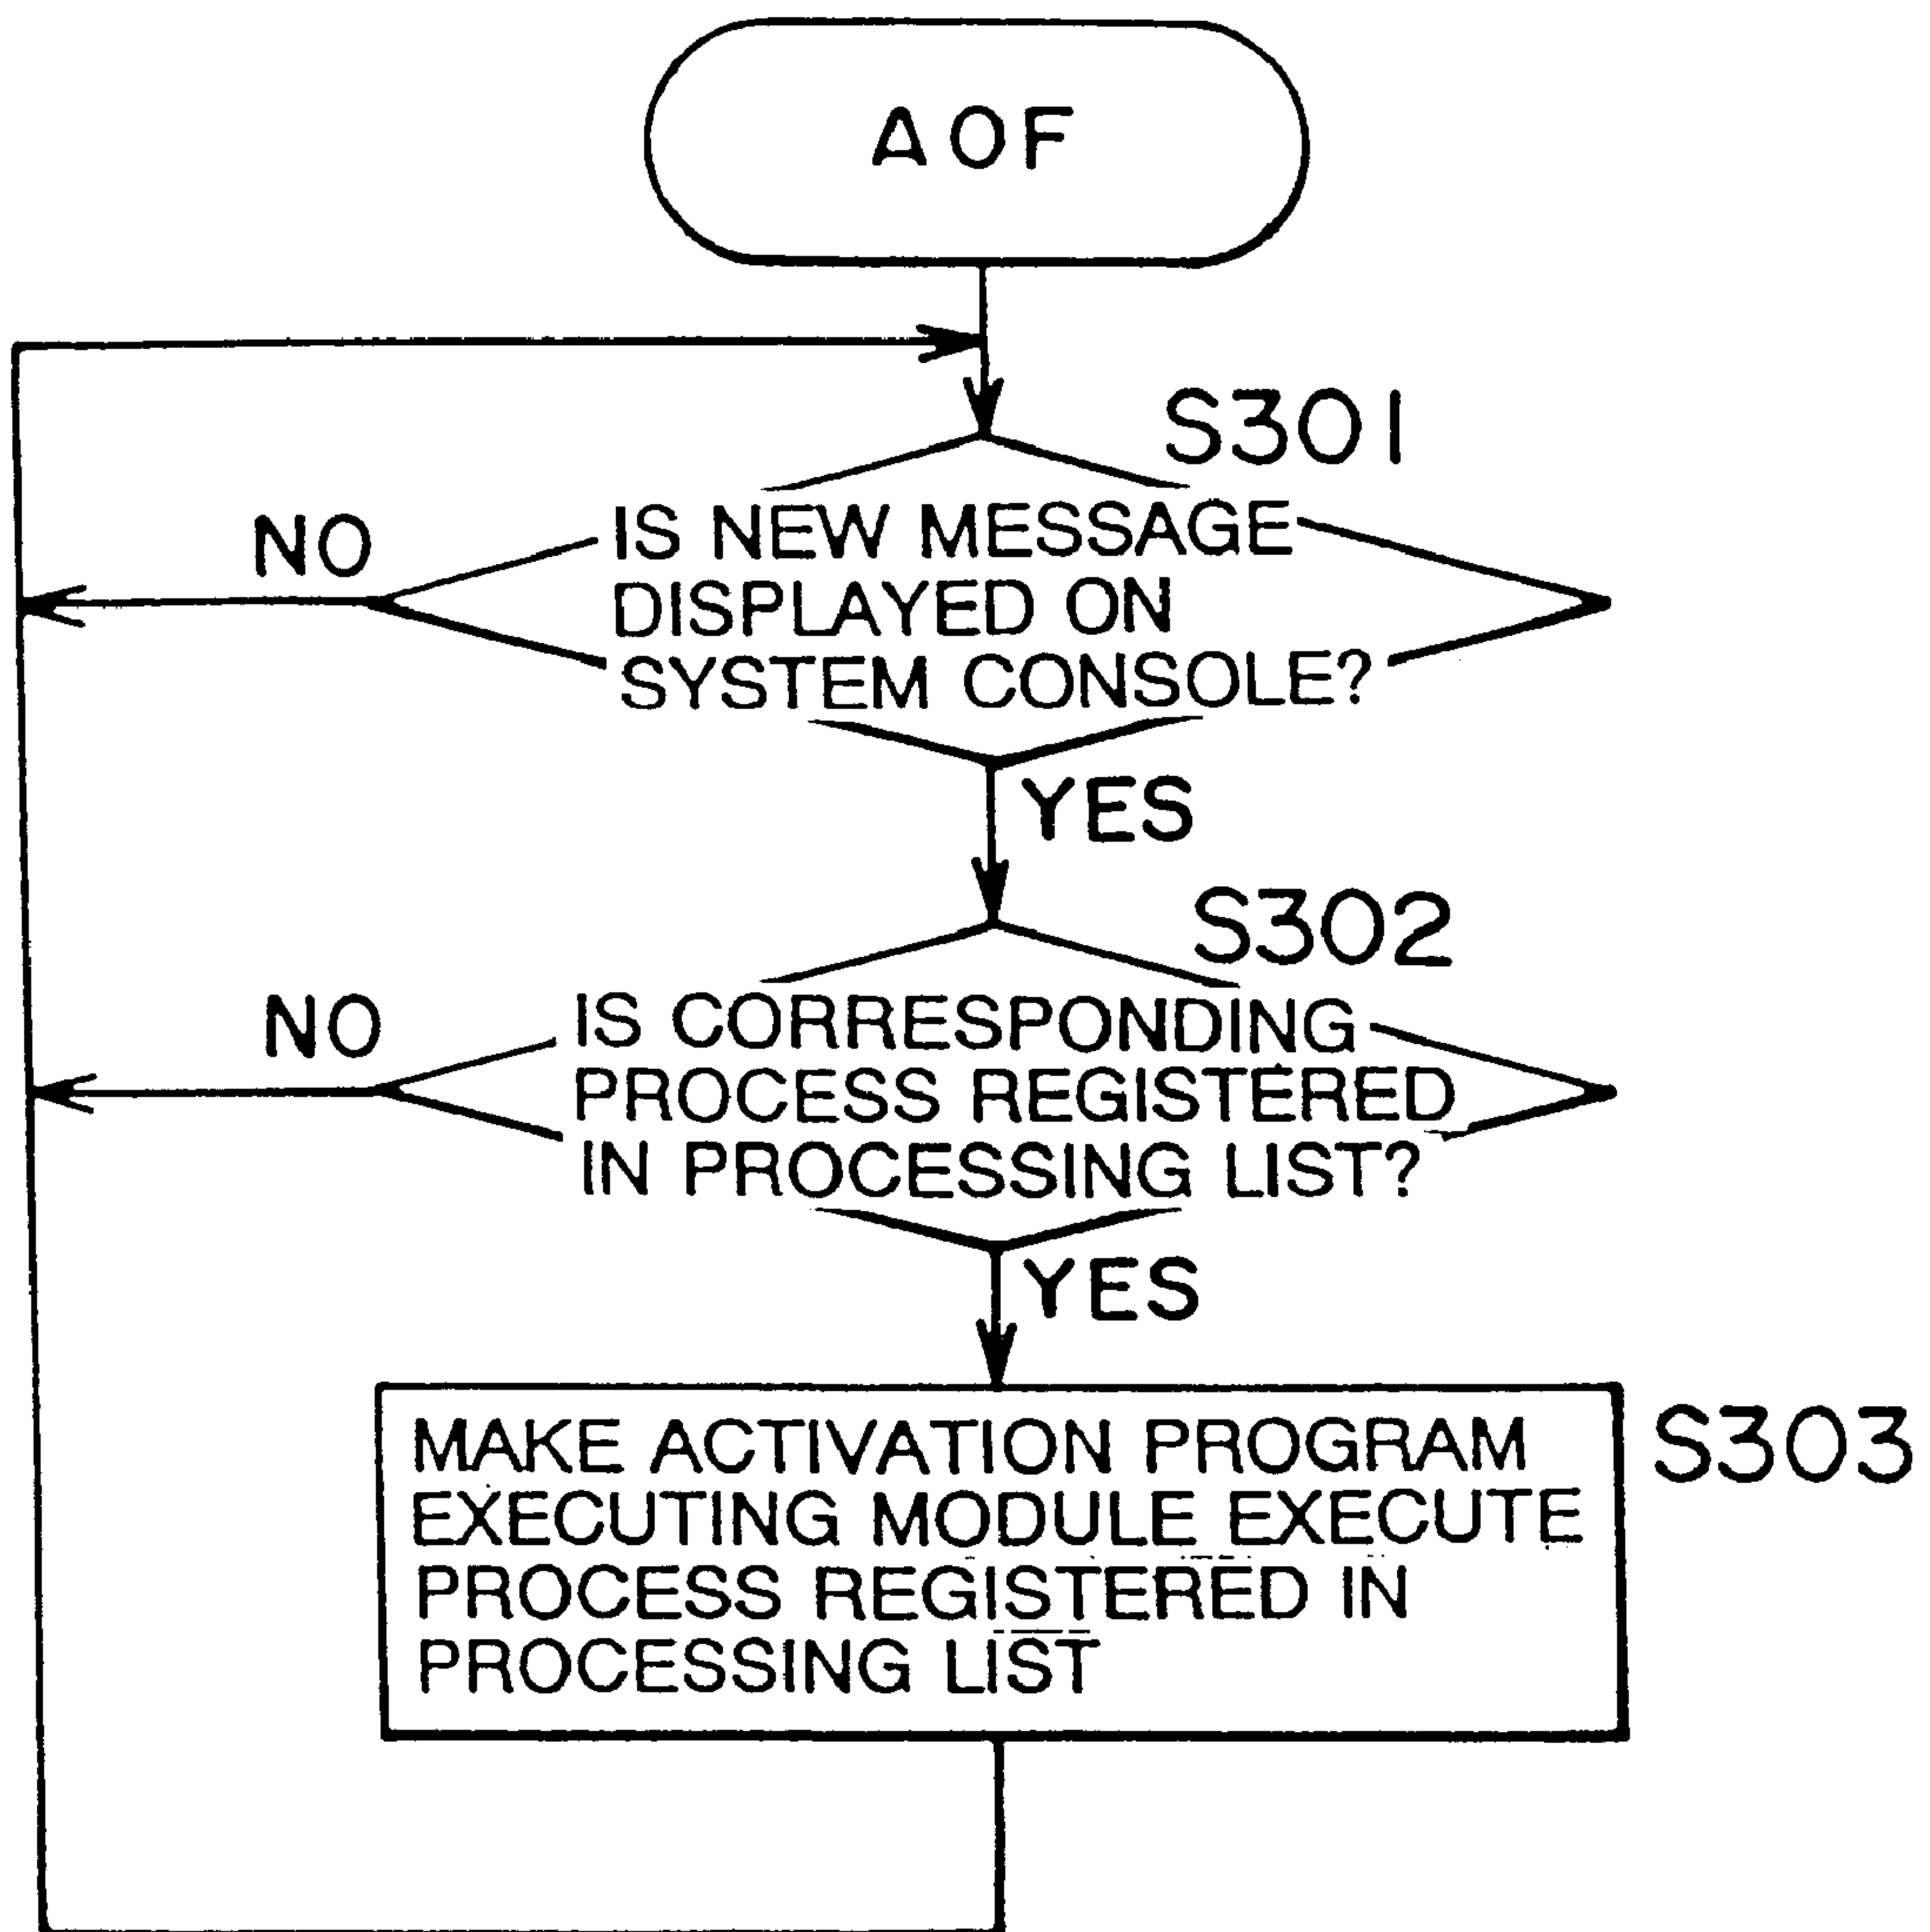 AOF
S301
NO
IS NEW MESSAGE
DISPLAYED ON
SYSTEM CONSOLE?
YES
S302
NO
IS CORRESPONDING
PROCESS REGISTERED
IN PROCESSING LIST?
YES
S303
MAKE ACTIVATION PROGRAM
EXECUTING MODULE EXECUTE
PROCESS REGISTERED IN
PROCESSING LIST